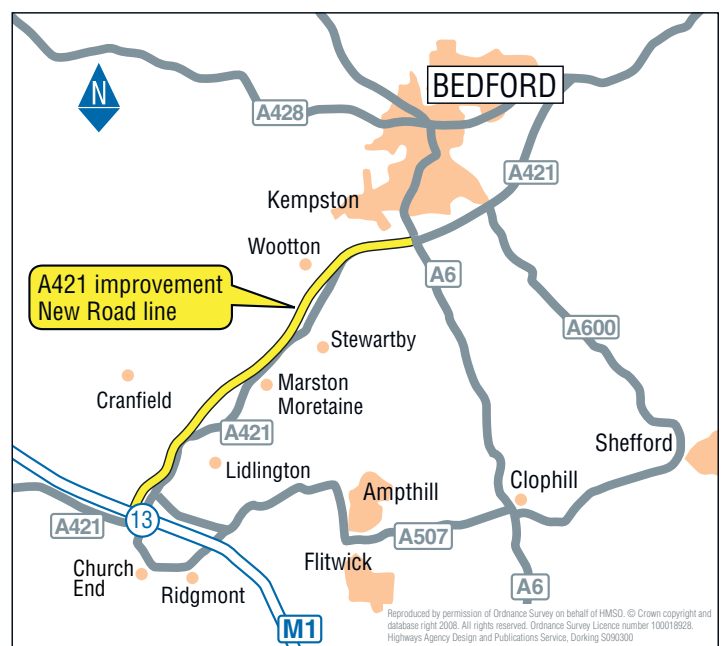 N
BEDFORD
A428
A421
Kempston
Wootton
A6
A421 improvement
New Road line
A600
Stewartby
Cranfield
Marston
Moretaine
A421
Shefford
Lidlington
Ampthill
Clophill
13
A421
A507
Flitwick
Church
End
Ridgmont
A6
M1
Reproduced by permission of Ordnance Survey on behalf of HMSO. © Crown copyright and
database right 2008. All rights reserved. Ordnance Survey Licence number 100018928.
Highways Agency Design and Publications Service, Dorking S090300